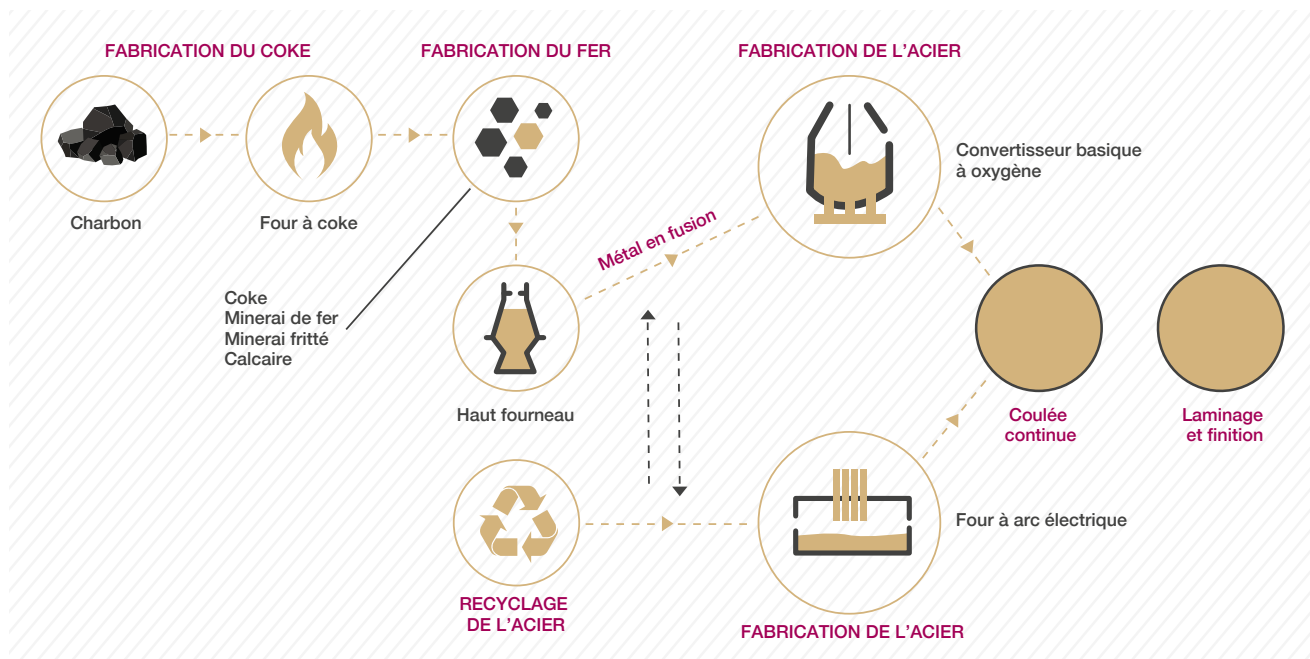 FABRICATION DU COKE
FABRICATION DU FER
FABRICATION DE L’ACIER
Charbon
Four à coke
Convertisseur basique
à oxygène
Métal en fusion
Coke
Minerai de fer
Minerai fritté
Calcaire
Haut fourneau
Coulée
continue
Laminage
et finition
Four à arc électrique
RECYCLAGE
DE L’ACIER
FABRICATION DE L’ACIER